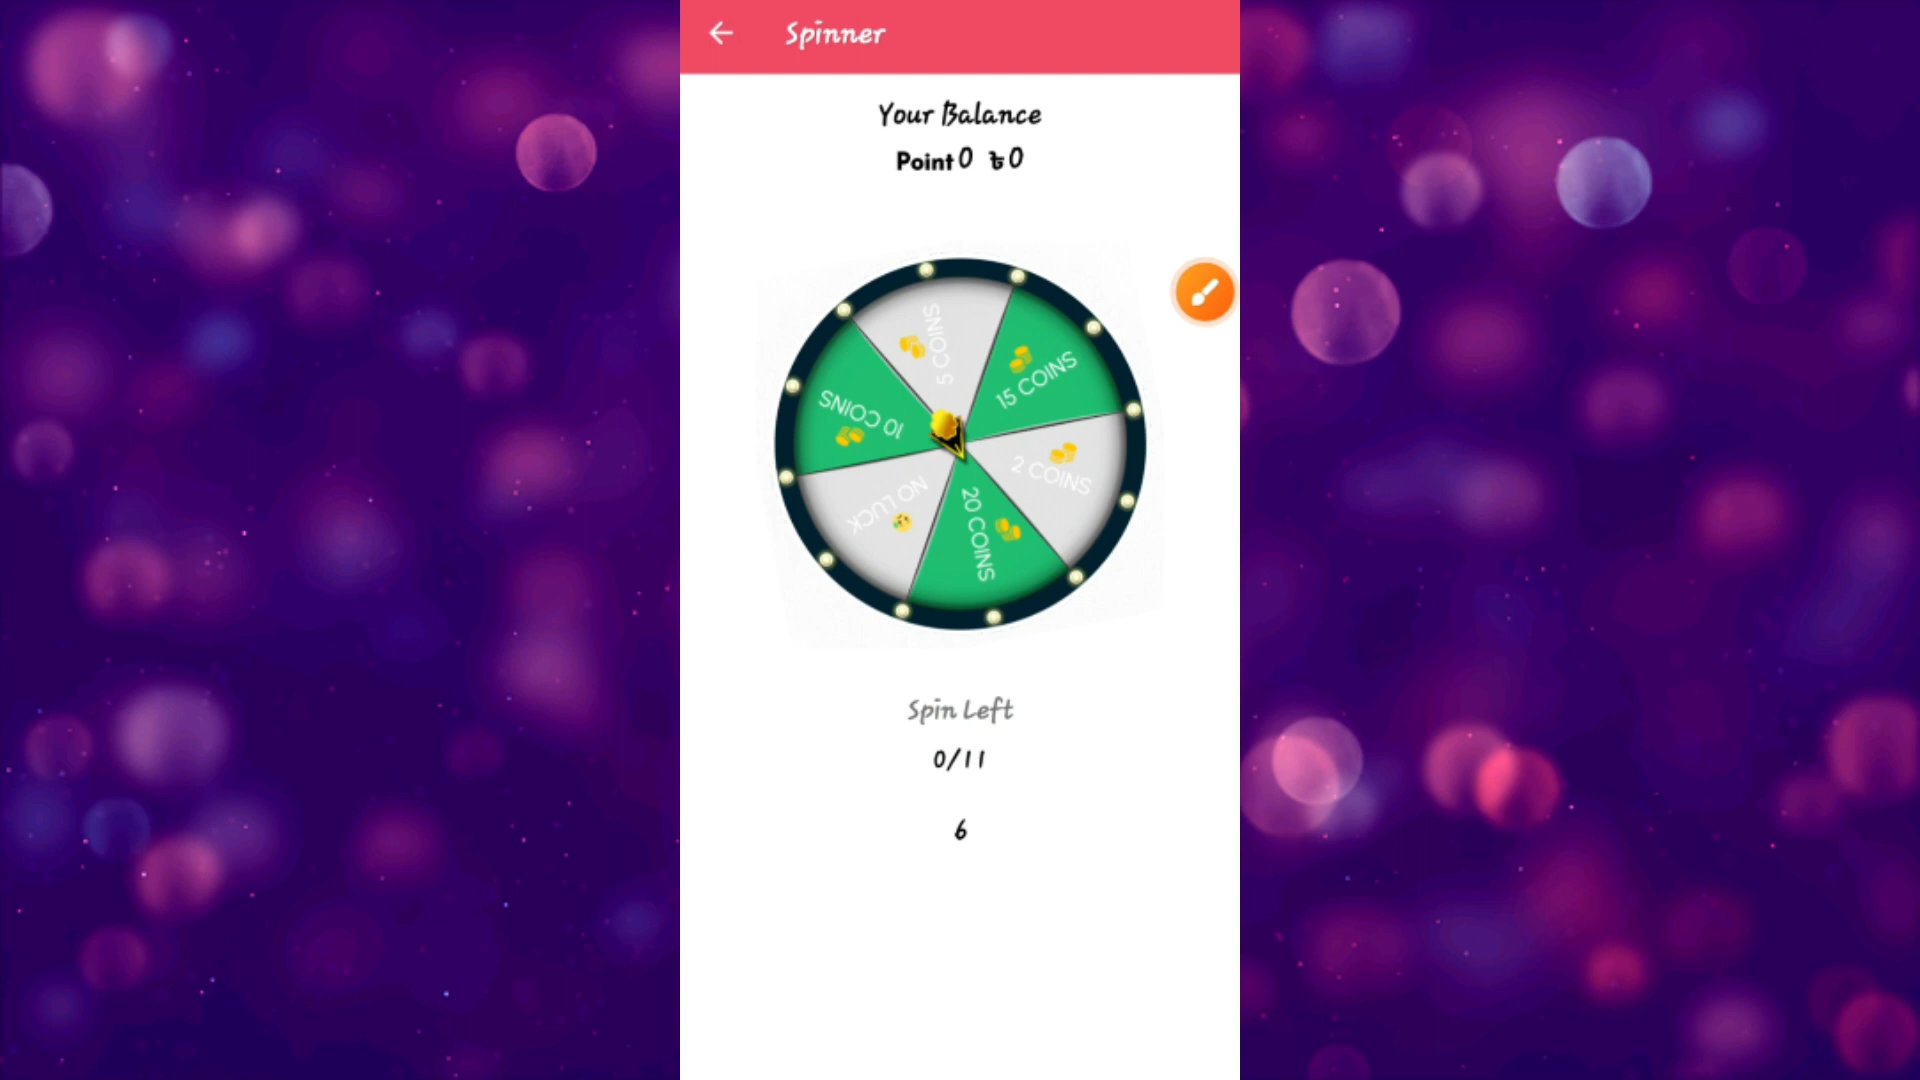 Spinner
Your Balance
Point 0 ৳ 0
5 COINS
15 COINS
10 COINS
2 COINS
NO LUCK
20 COINS
Spin Left
0/11
6